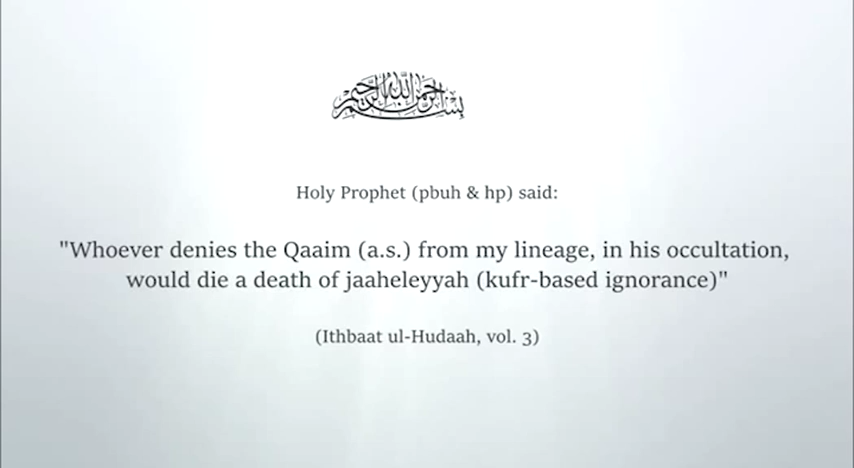 بسم الله الرحمن الرحيم
Holy Prophet (pbuh & hp) said:
"Whoever denies the Qaaim (a.s.) from my lineage, in his occultation,
would die a death of jaaheleyyah (kufr-based ignorance)"
(Ithbaat ul-Hudaah, vol. 3)